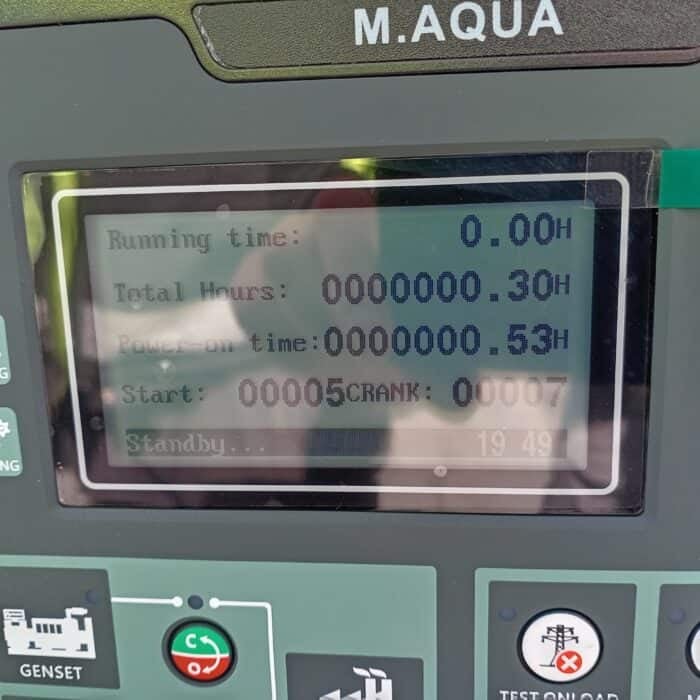 M.AQUA
Running time: 0.00H
Total Hours: 0000000.30H
Power-on time:0000000.53H
Start: 00005CRANK: 00007
Standby... 19 49
G
NG
C
O
GENSET
TEST ONLOAD